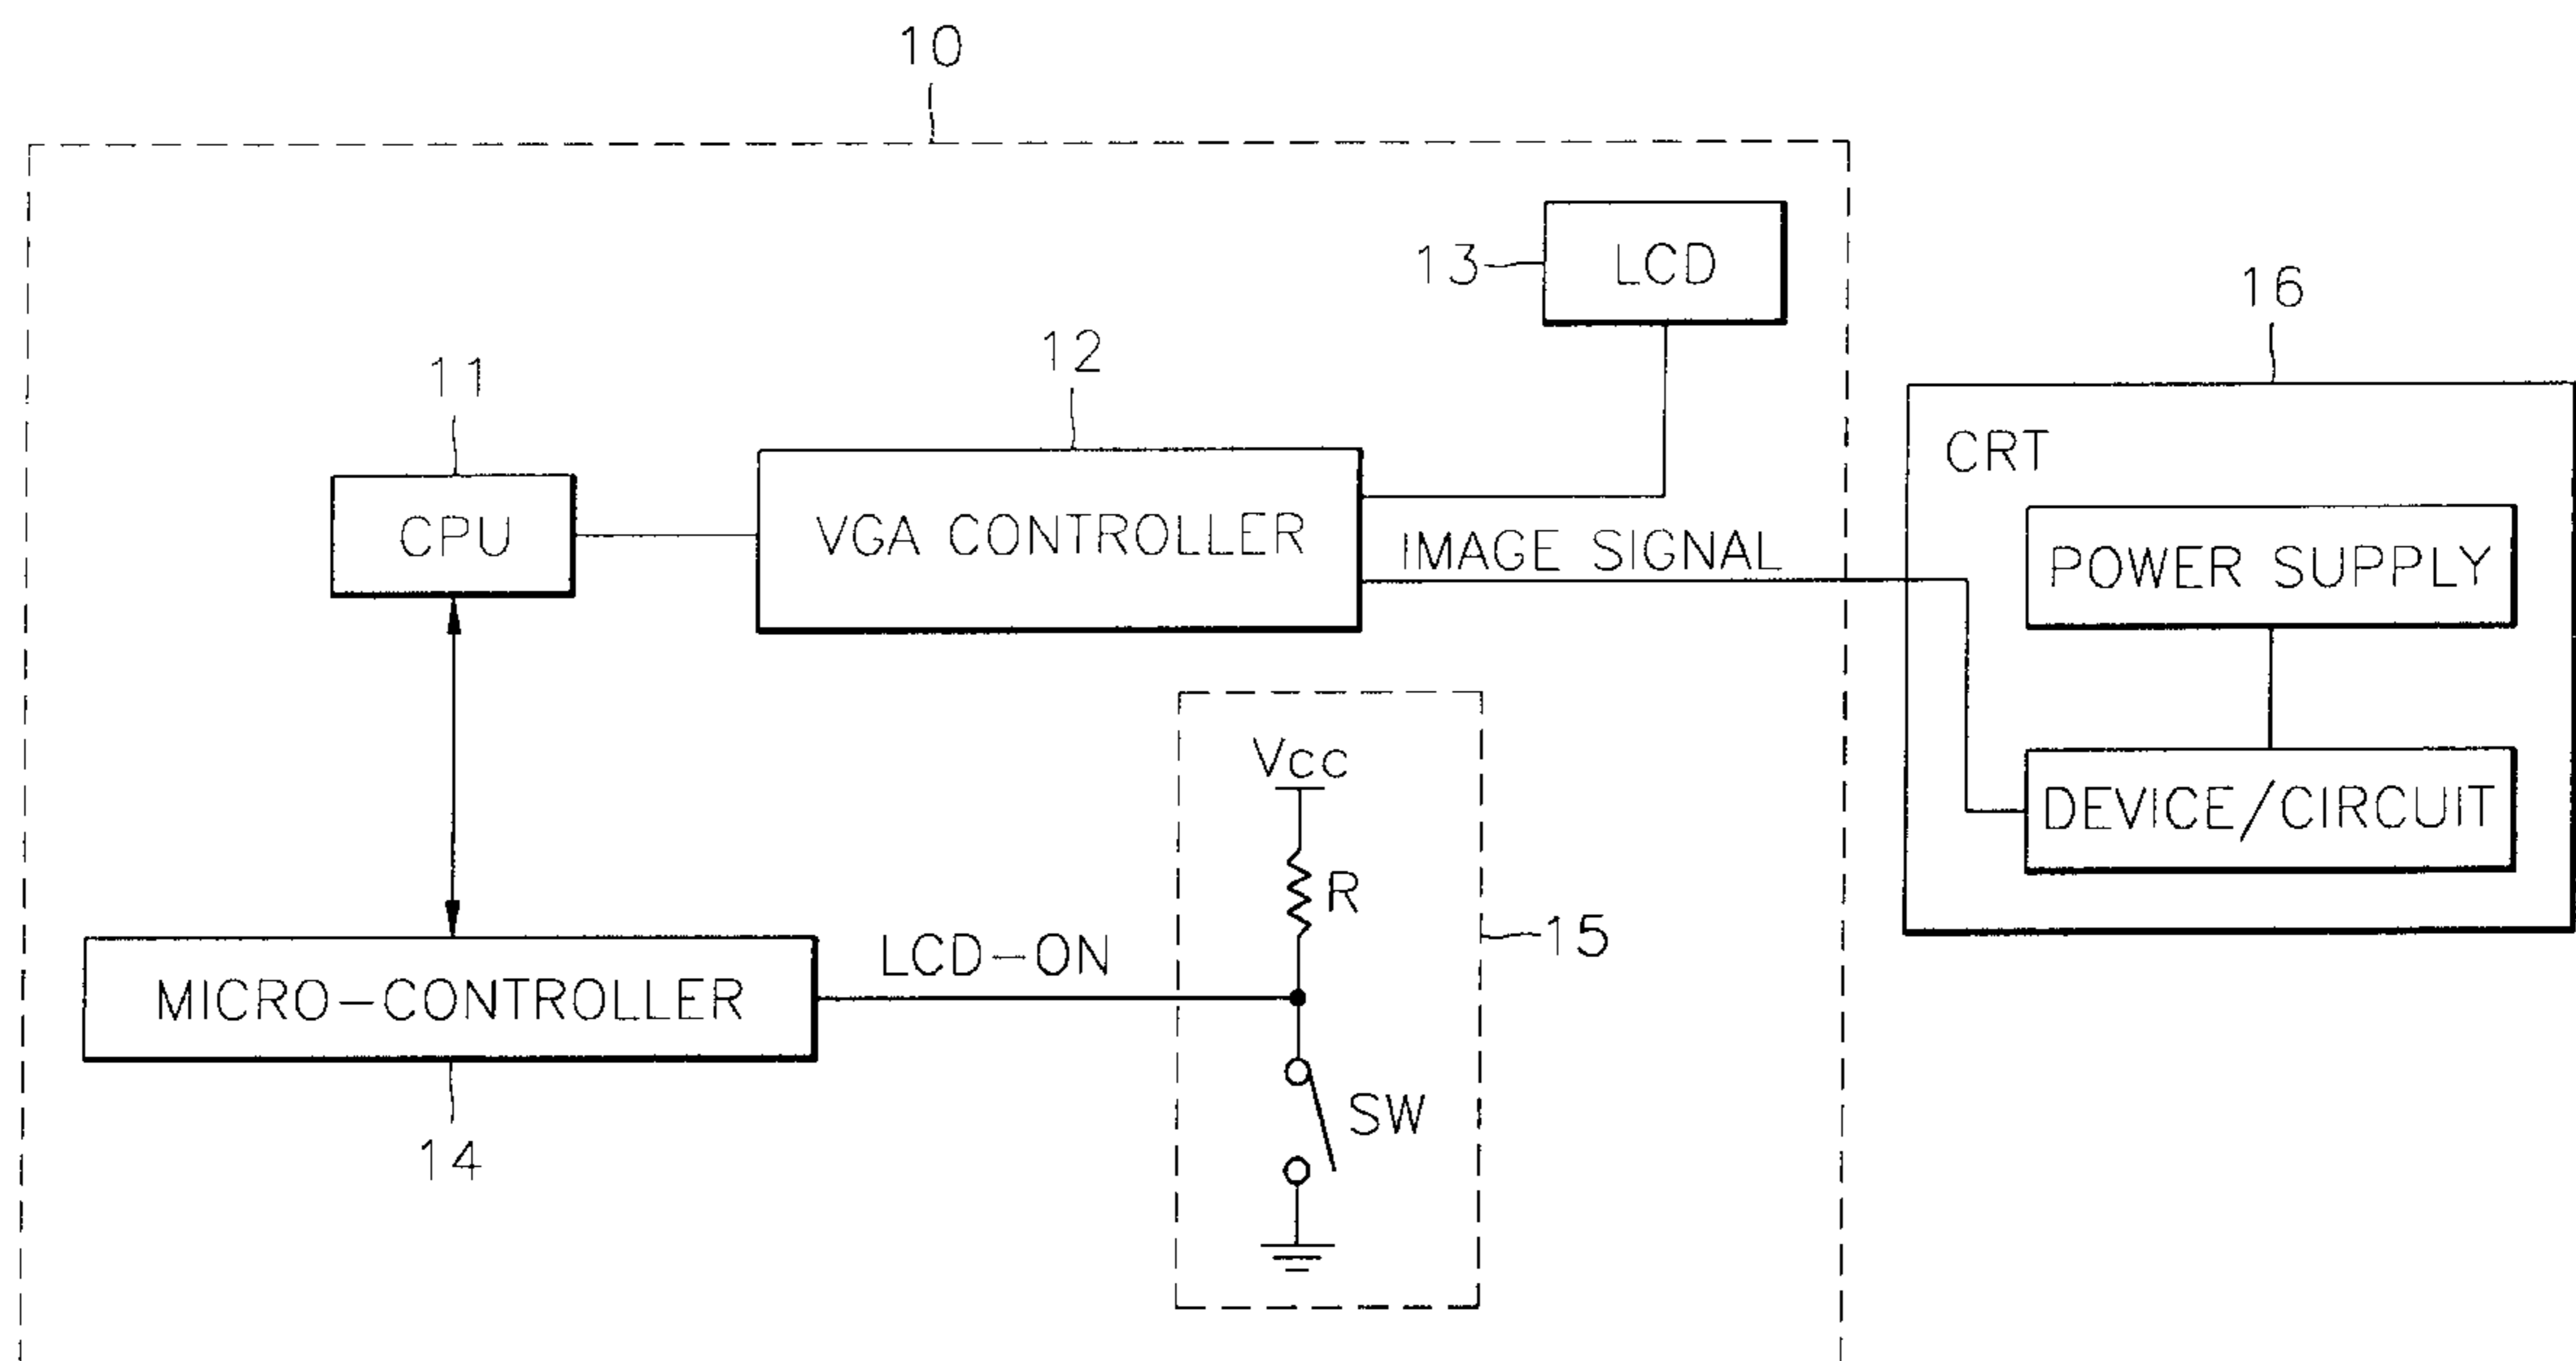 10
LCD
13
16
12
11
CRT
CPU
VGA CONTROLLER
IMAGE SIGNAL
POWER SUPPLY
Vcc
DEVICE/CIRCUIT
R
15
LCD-ON
MICRO-CONTROLLER
SW
14